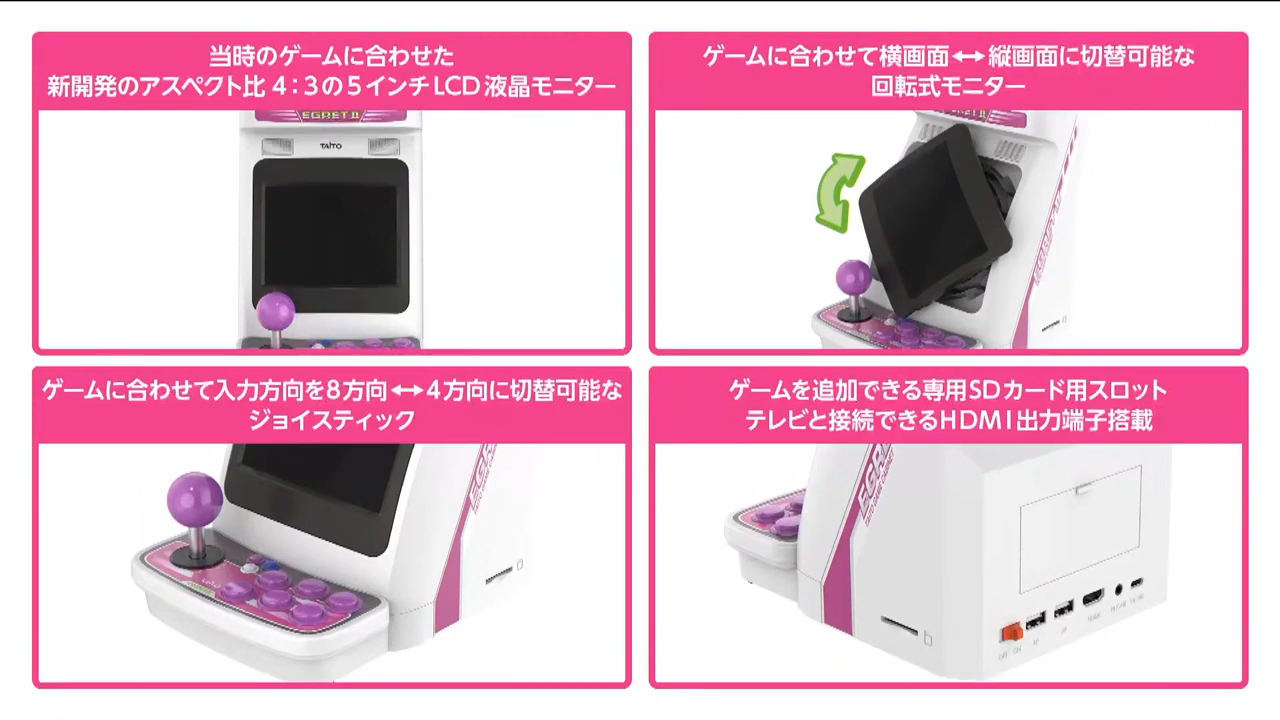 当時のゲームに合わせた
新開発のアスペクト比 4:3の5インチLCD液晶モニター
EGRET II
TAITO
ゲームに合わせて横画面↔縦画面に切替可能な
回転式モニター
EGRET II
ゲームに合わせて入力方向を8方向↔4方向に切替可能な
ジョイスティック
ゲームを追加できる専用SDカード用スロット
テレビと接続できるHDMI出力端子搭載